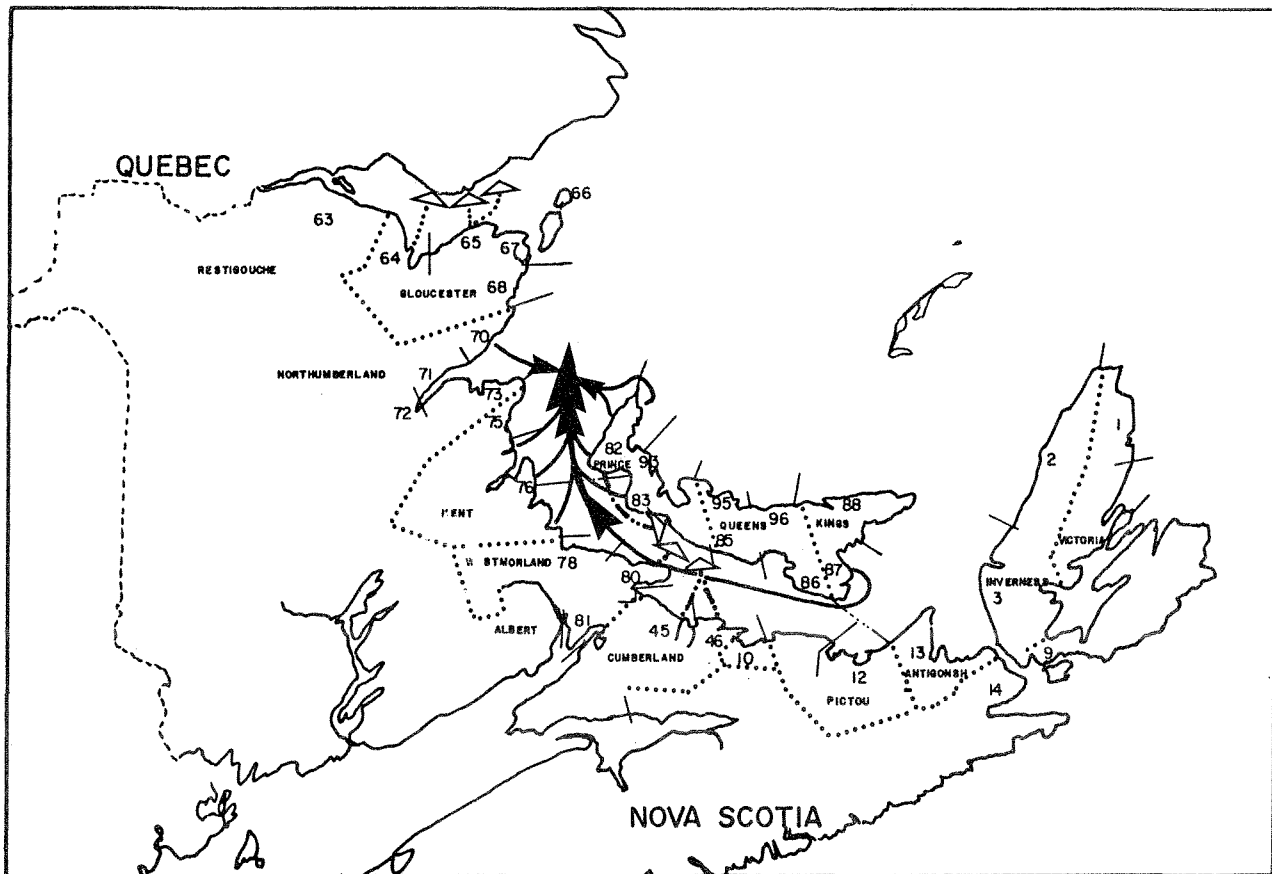 QUEBEC
66
63
64
65
67
RESTIGOUCHE
GLOUCESTER
68
70
NORTHUMBERLAND
71
73
72
75
1
82
2
PRINCE
93
76
83
95
96
88
KENT
QUEENS
KINGS
85
VICTORIA
WESTMORLAND
78
80
86
87
INVERNESS
3
ALBERT
81
45
46
CUMBERLAND
10
13
9
12
ANTIGONSH
14
PICTOU
NOVA SCOTIA